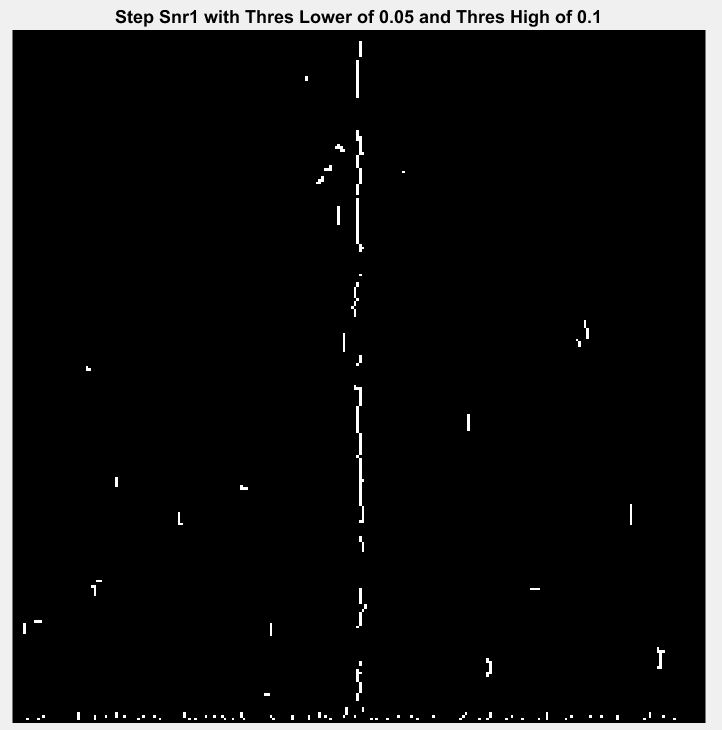 Step Snr1 with Thres Lower of 0.05 and Thres High of 0.1